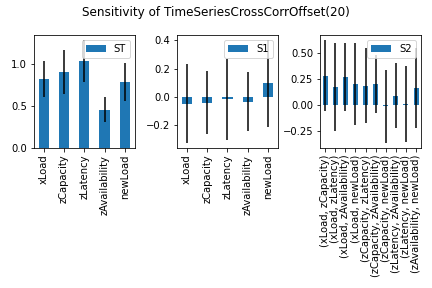 Sensitivity of TimeSeriesCrossCorrOffset(20)
ST
1.0
0.5
0.0
xLoad
zCapacity
zLatency
zAvailability
newLoad
S1
0.4
0.2
0.0
−0.2
xLoad
zCapacity
zLatency
zAvailability
newLoad
S2
0.50
0.25
0.00
−0.25
(xLoad, zCapacity)
(xLoad, zLatency)
(xLoad, zAvailability)
(xLoad, newLoad)
(zCapacity, zLatency)
(zCapacity, zAvailability)
(zCapacity, newLoad)
(zLatency, zAvailability)
(zLatency, newLoad)
(zAvailability, newLoad)